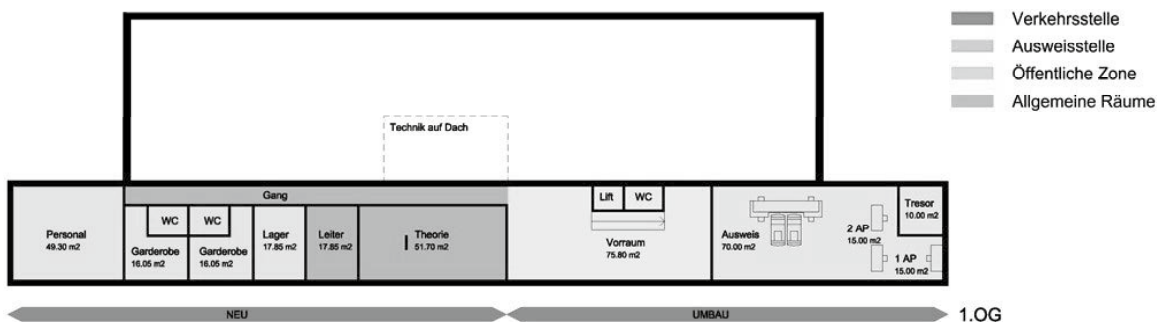 Verkehrsstelle
Ausweisstelle
Öffentliche Zone
Allgemeine Räume
Technik auf Dach
Gang
Lift
WC
Tresor
10.00 m2
WC
WC
Personal
49.30 m2
Garderobe
16.05 m2
Garderobe
16.05 m2
Lager
17.85 m2
Leiter
17.85 m2
Theorie
51.70 m2
Vorraum
75.80 m2
Ausweis
70.00 m2
2 AP
15.00 m2
1 AP
15.00 m2
NEU
UMBAU
1.OG